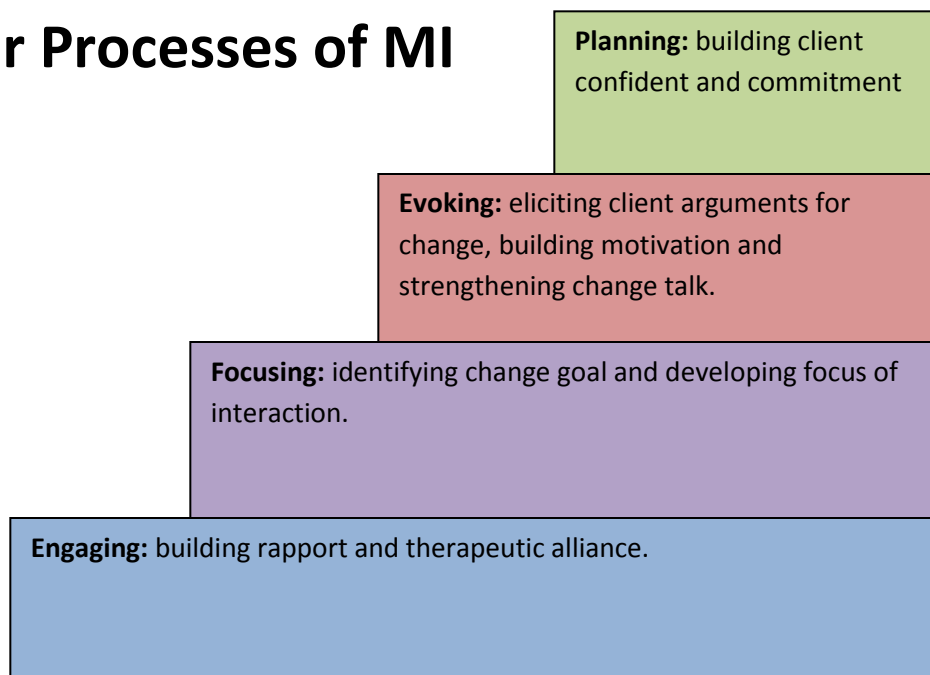 r Processes of MI
Planning: building client
confident and commitment
Evoking: eliciting client arguments for
change, building motivation and
strengthening change talk.
Focusing: identifying change goal and developing focus of
interaction.
Engaging: building rapport and therapeutic alliance.